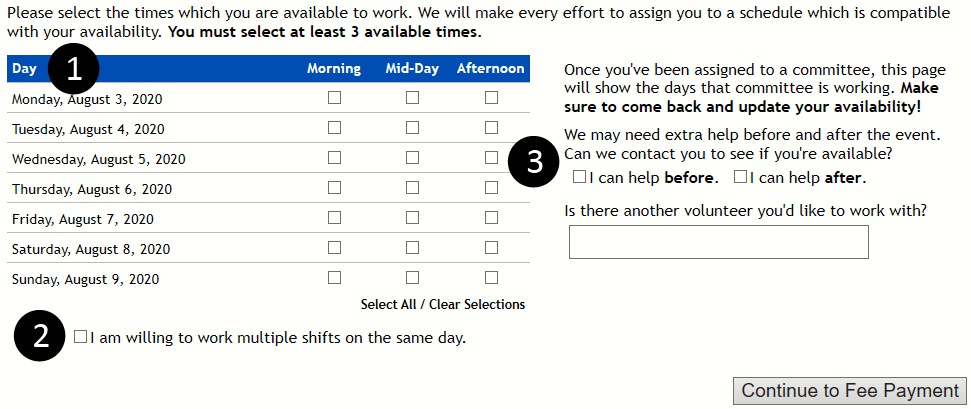 Please select the times which you are available to work. We will make every effort to assign you to a schedule which is compatible
with your availability. You must select at least 3 available times.
Day 1 Morning Mid-Day Afternoon
Monday, August 3, 2020
Tuesday, August 4, 2020
Wednesday, August 5, 2020
Thursday, August 6, 2020
Friday, August 7, 2020
Saturday, August 8, 2020
Sunday, August 9, 2020
Select All / Clear Selections
2 I am willing to work multiple shifts on the same day.
Once you've been assigned to a committee, this page
will show the days that committee is working. Make
sure to come back and update your availability!
We may need extra help before and after the event.
3 Can we contact you to see if you're available?
I can help before. I can help after.
Is there another volunteer you'd like to work with?
Continue to Fee Payment